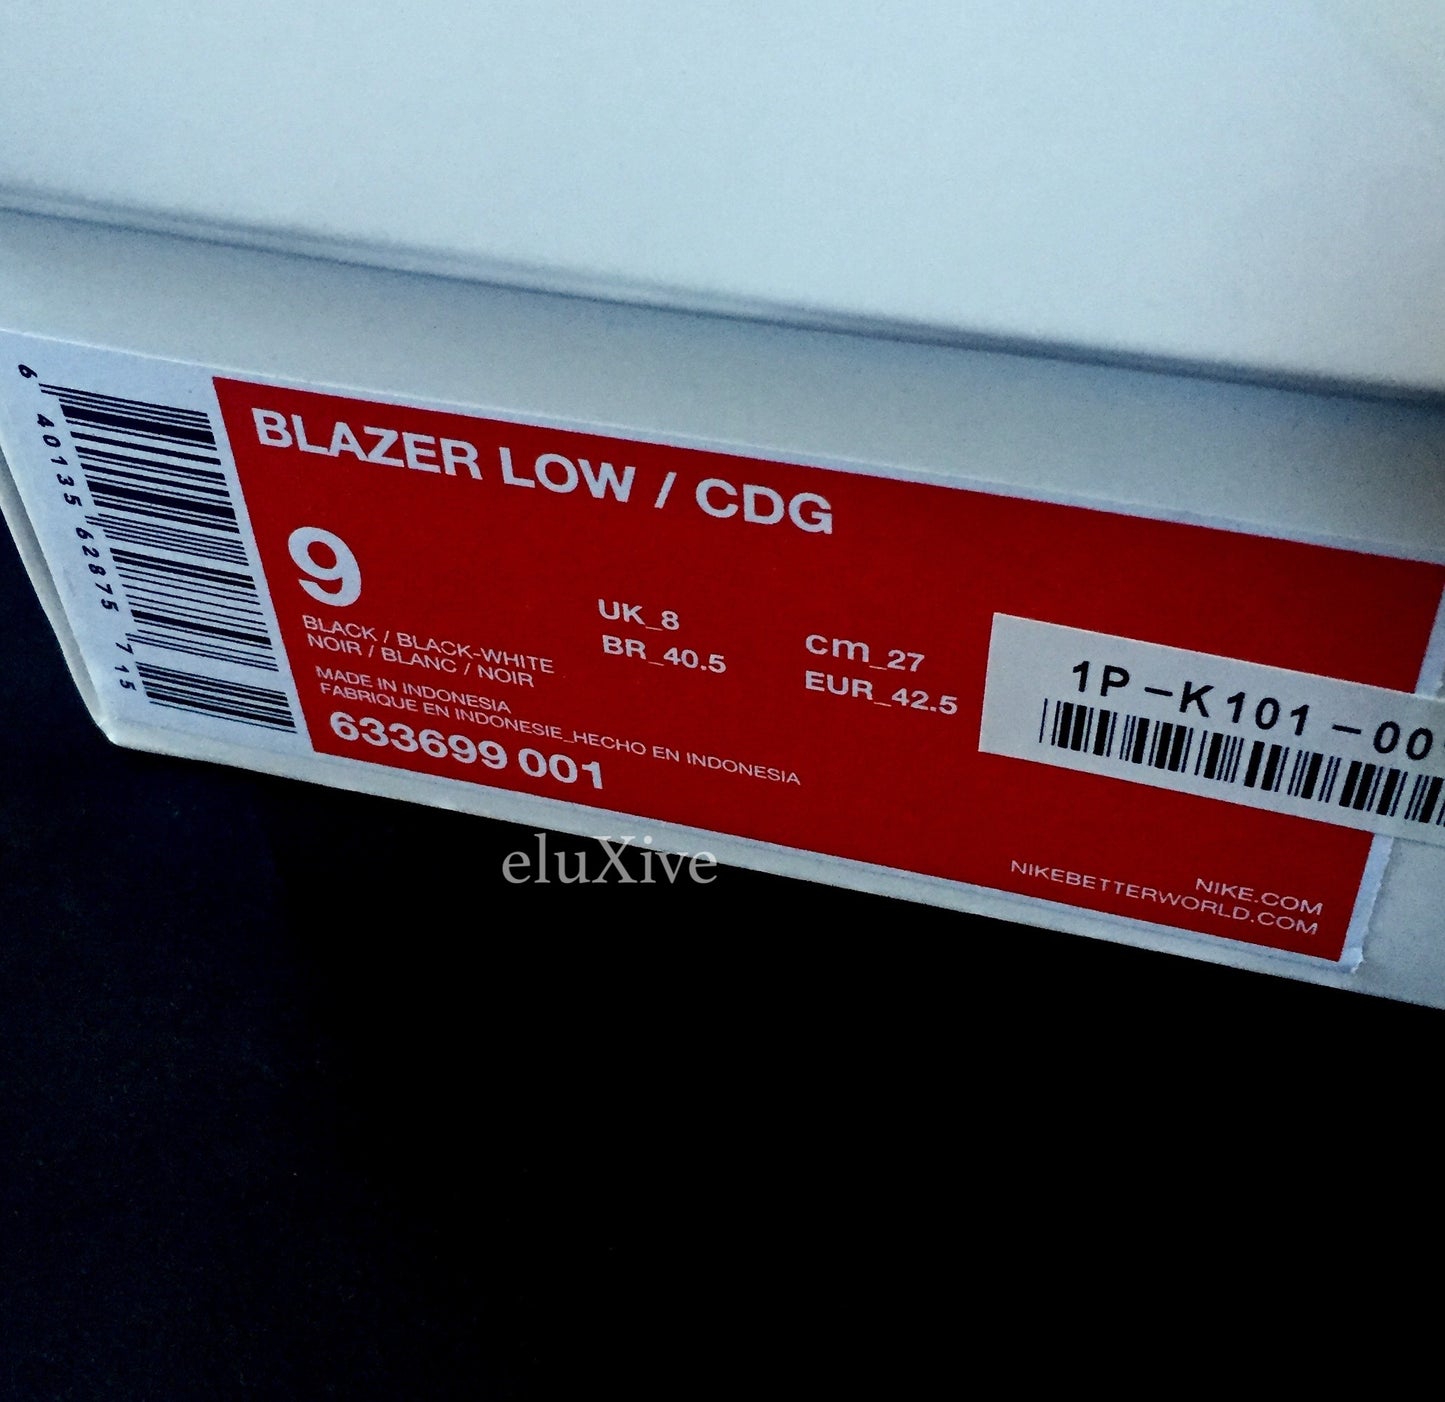 6 40135 62875 7 15
BLAZER LOW / CDG
9
BLACK / BLACK-WHITE
NOIR / BLANC / NOIR
UK_8
BR_40.5
cm_27
EUR_42.5
MADE IN INDONESIA
FABRIQUE EN INDONESIE_HECHO EN INDONESIA
633699 001
1P-K101-00
NIKE.COM
NIKEBETTERWORLD.COM
eluXive